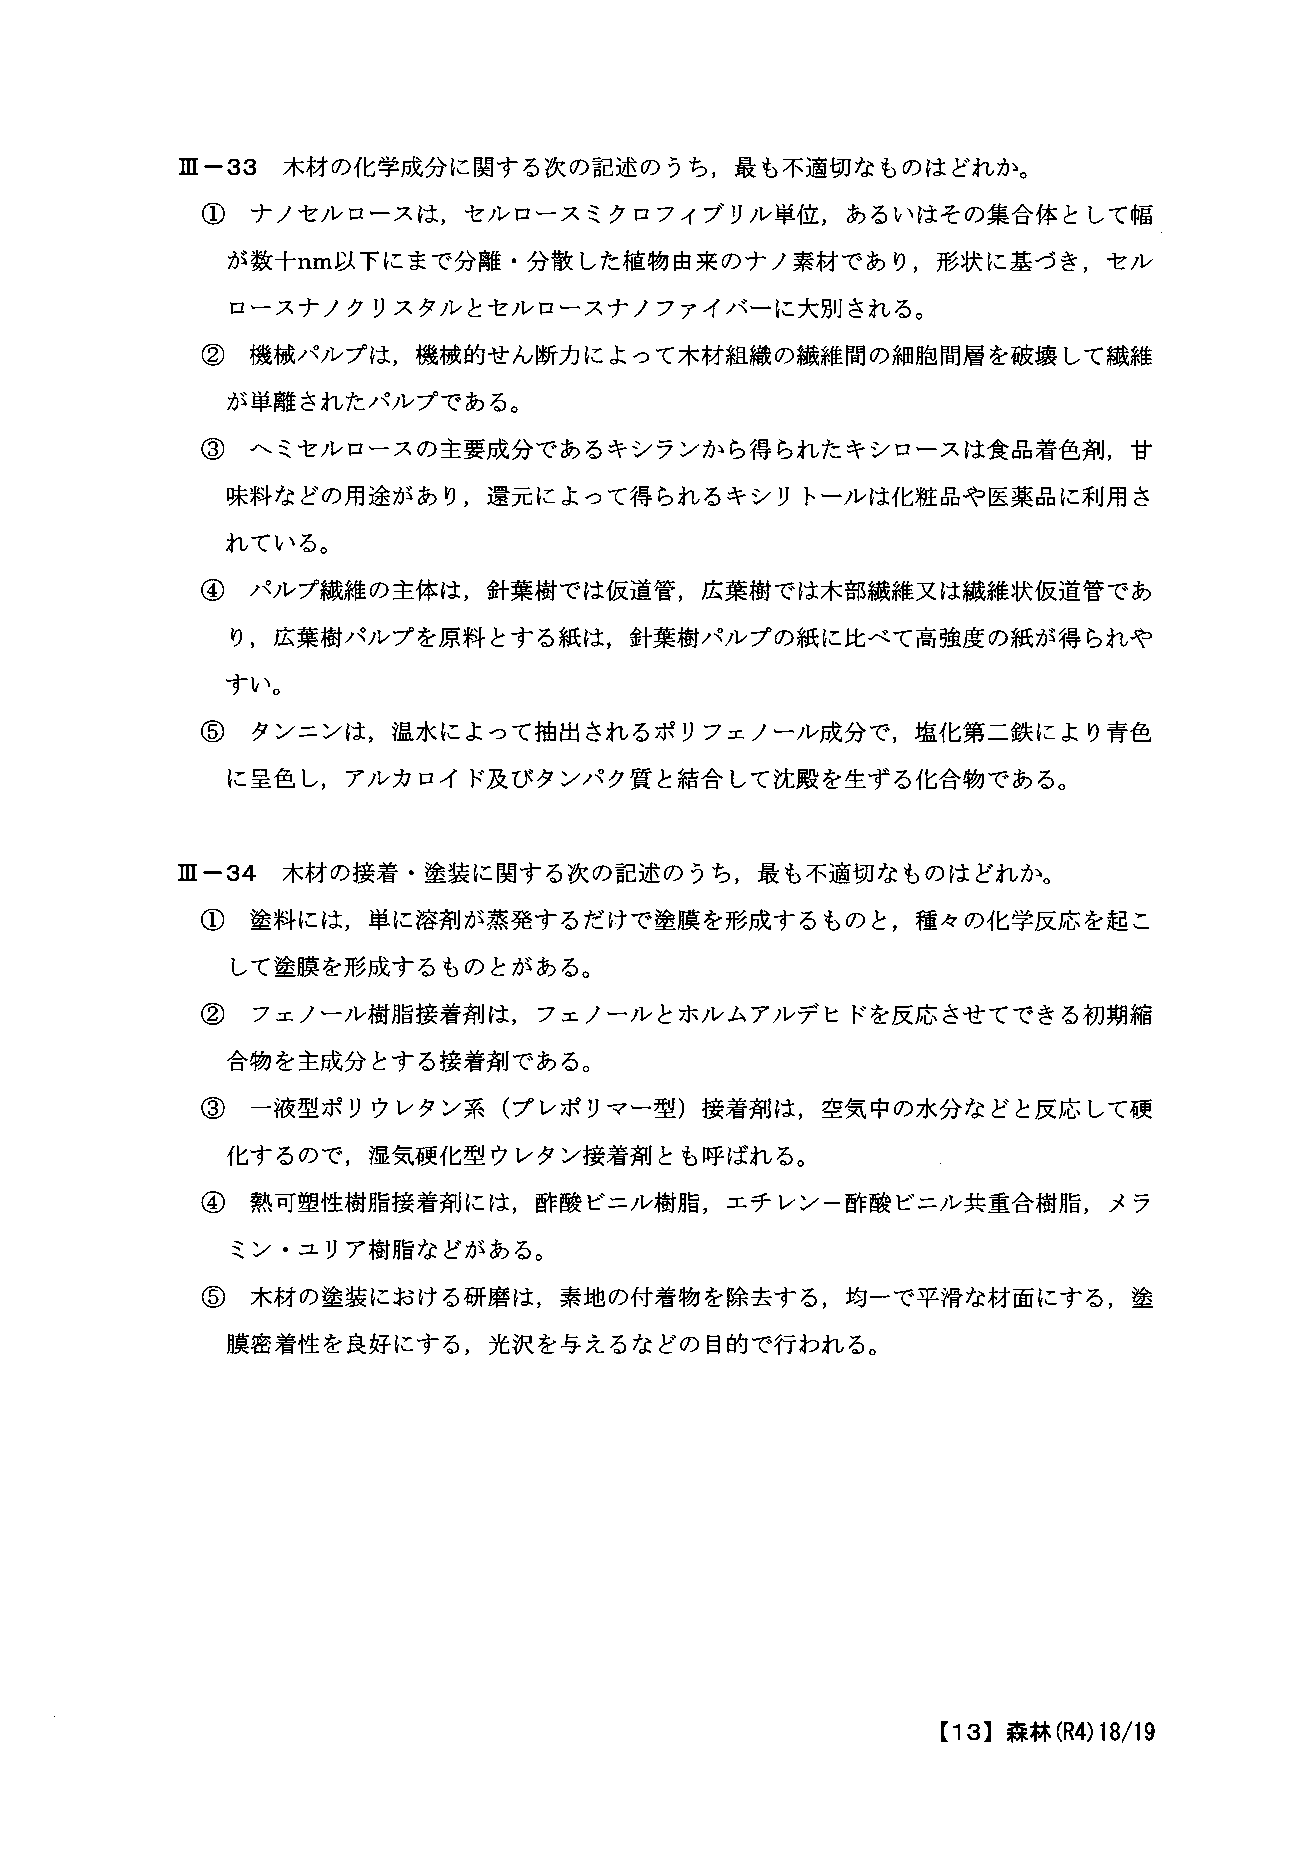 Ⅲ－33　木材の化学成分に関する次の記述のうち，最も不適切なものはどれか。
①　ナノセルロースは，セルロースミクロフィブリル単位，あるいはその集合体として幅
が数十nm以下にまで分離・分散した植物由来のナノ素材であり，形状に基づき，セル
ロースナノクリスタルとセルロースナノファイバーに大別される。
②　機械パルプは，機械的せん断力によって木材組織の繊維間の細胞間層を破壊して繊維
が単離されたパルプである。
③　ヘミセルロースの主要成分であるキシランから得られたキシロースは食品着色剤，甘
味料などの用途があり，還元によって得られるキシリトールは化粧品や医薬品に利用さ
れている。
④　パルプ繊維の主体は，針葉樹では仮道管，広葉樹では木部繊維又は繊維状仮道管であ
り，広葉樹パルプを原料とする紙は，針葉樹パルプの紙に比べて高強度の紙が得られや
すい。
⑤　タンニンは，温水によって抽出されるポリフェノール成分で，塩化第二鉄により青色
に呈色し，アルカロイド及びタンパク質と結合して沈殿を生ずる化合物である。
Ⅲ－34　木材の接着・塗装に関する次の記述のうち，最も不適切なものはどれか。
①　塗料には，単に溶剤が蒸発するだけで塗膜を形成するものと，種々の化学反応を起こ
して塗膜を形成するものとがある。
②　フェノール樹脂接着剤は，フェノールとホルムアルデヒドを反応させてできる初期縮
合物を主成分とする接着剤である。
③　一液型ポリウレタン系（プレポリマー型）接着剤は，空気中の水分などと反応して硬
化するので，湿気硬化型ウレタン接着剤とも呼ばれる。
④　熱可塑性樹脂接着剤には，酢酸ビニル樹脂，エチレン－酢酸ビニル共重合樹脂，メラ
ミン・ユリア樹脂などがある。
⑤　木材の塗装における研磨は，素地の付着物を除去する，均一で平滑な材面にする，塗
膜密着性を良好にする，光沢を与えるなどの目的で行われる。
【13】森林(R4)18/19